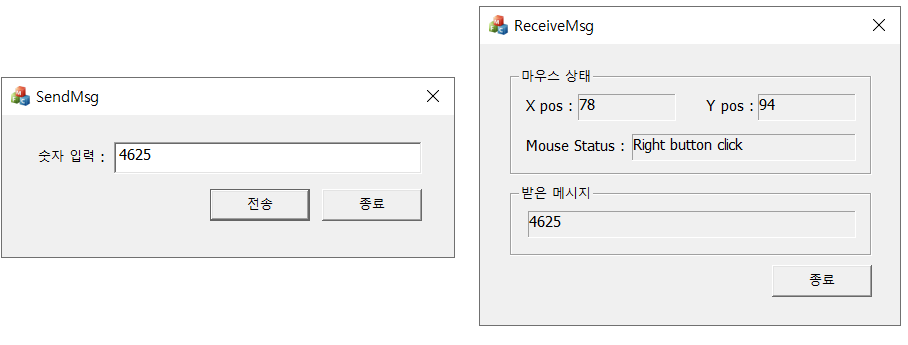 SendMsg
숫자 입력 : 4625
전송 종료
ReceiveMsg
마우스 상태
X pos : 78 Y pos : 94
Mouse Status : Right button click
받은 메시지
4625
종료